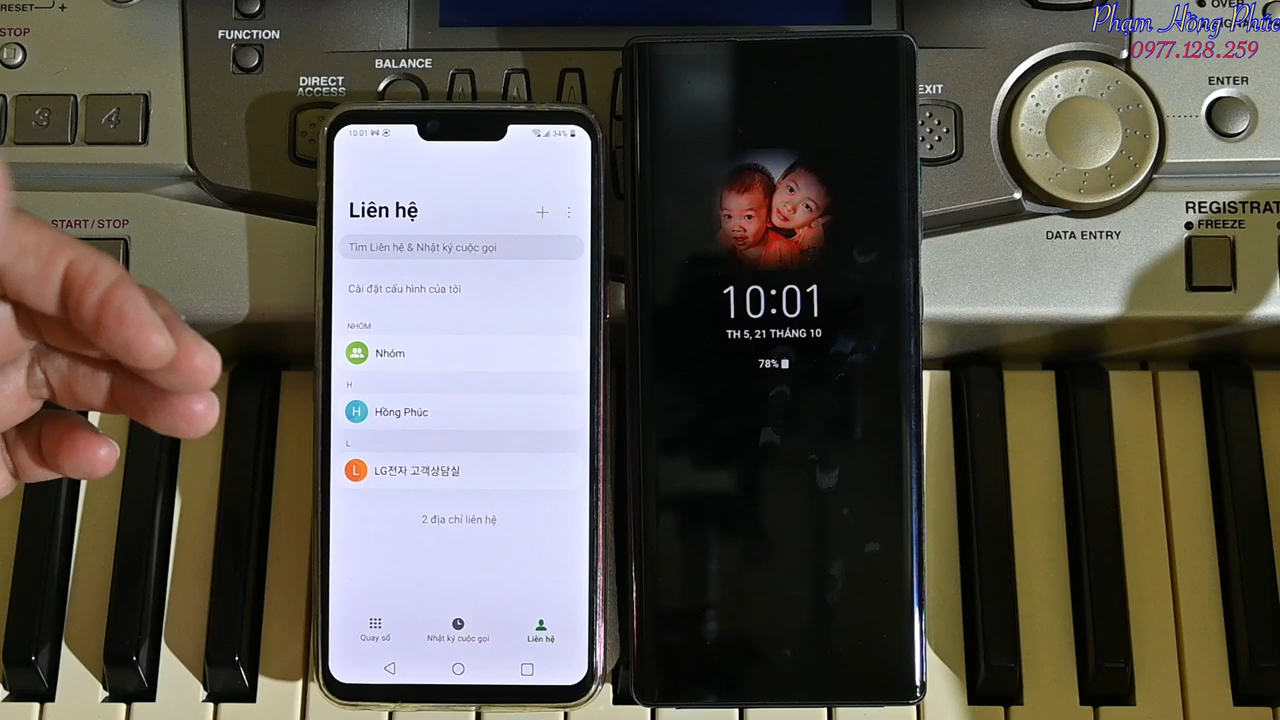 RESET
+
OVER
Phạm Hồng Phúc
0977.128.259
STOP
FUNCTION
BALANCE
DIRECT
ACCESS
EXIT
ENTER
3
4
START/STOP
DATA ENTRY
REGISTRAT
FREEZE
10:01
34%
Liên hệ
Tìm Liên hệ & Nhật ký cuộc gọi
Cài đặt cấu hình của tôi
NHÓM
Nhóm
H
H Hồng Phúc
L
L LG전자 고객상담실
2 địa chỉ liên hệ
Quay số
Nhật ký cuộc gọi
Liên hệ
10:01
TH 5, 21 THÁNG 10
78%